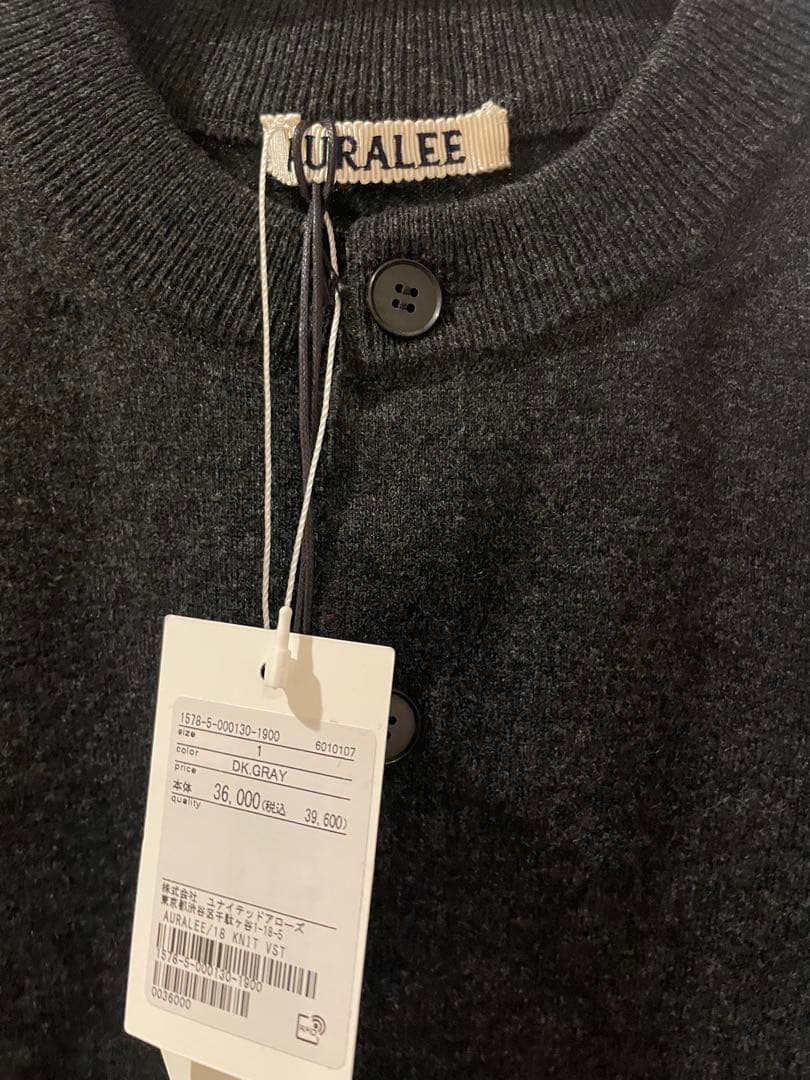 AURALEE
1578-5-000130-1900
size 1 6010107
color DK.GRAY
price
本体 36,000(税込 39,600)
quality
株式会社 ユナイテッドアローズ
東京都渋谷区千駄ヶ谷1-18-5
AURALEE/18 KNIT VST
1578-5-000130-1900
0036000
RFID